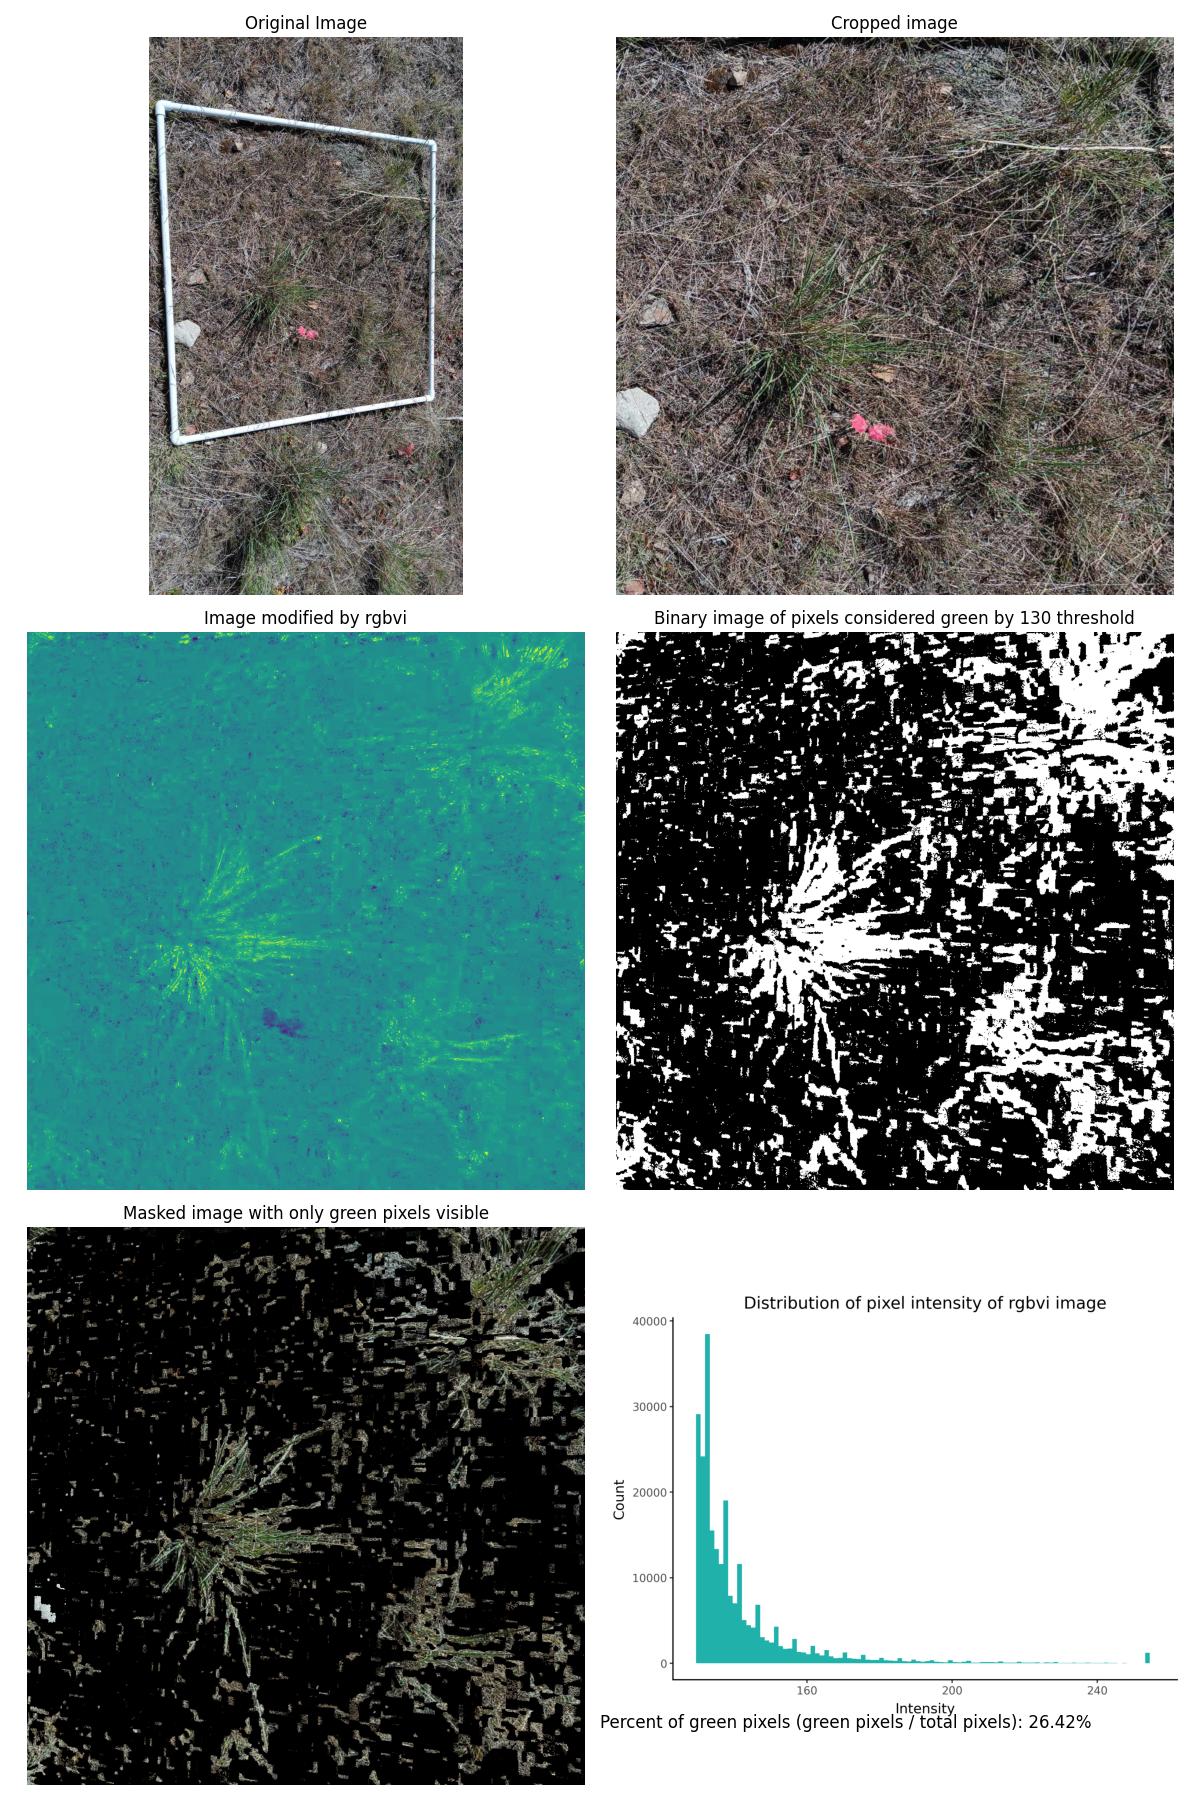 Original Image
Cropped image
Image modified by rgbvi
Binary image of pixels considered green by 130 threshold
Masked image with only green pixels visible
Distribution of pixel intensity of rgbvi image
40000
30000
20000
10000
0
Count
160
200
240
Intensity
Percent of green pixels (green pixels / total pixels): 26.42%